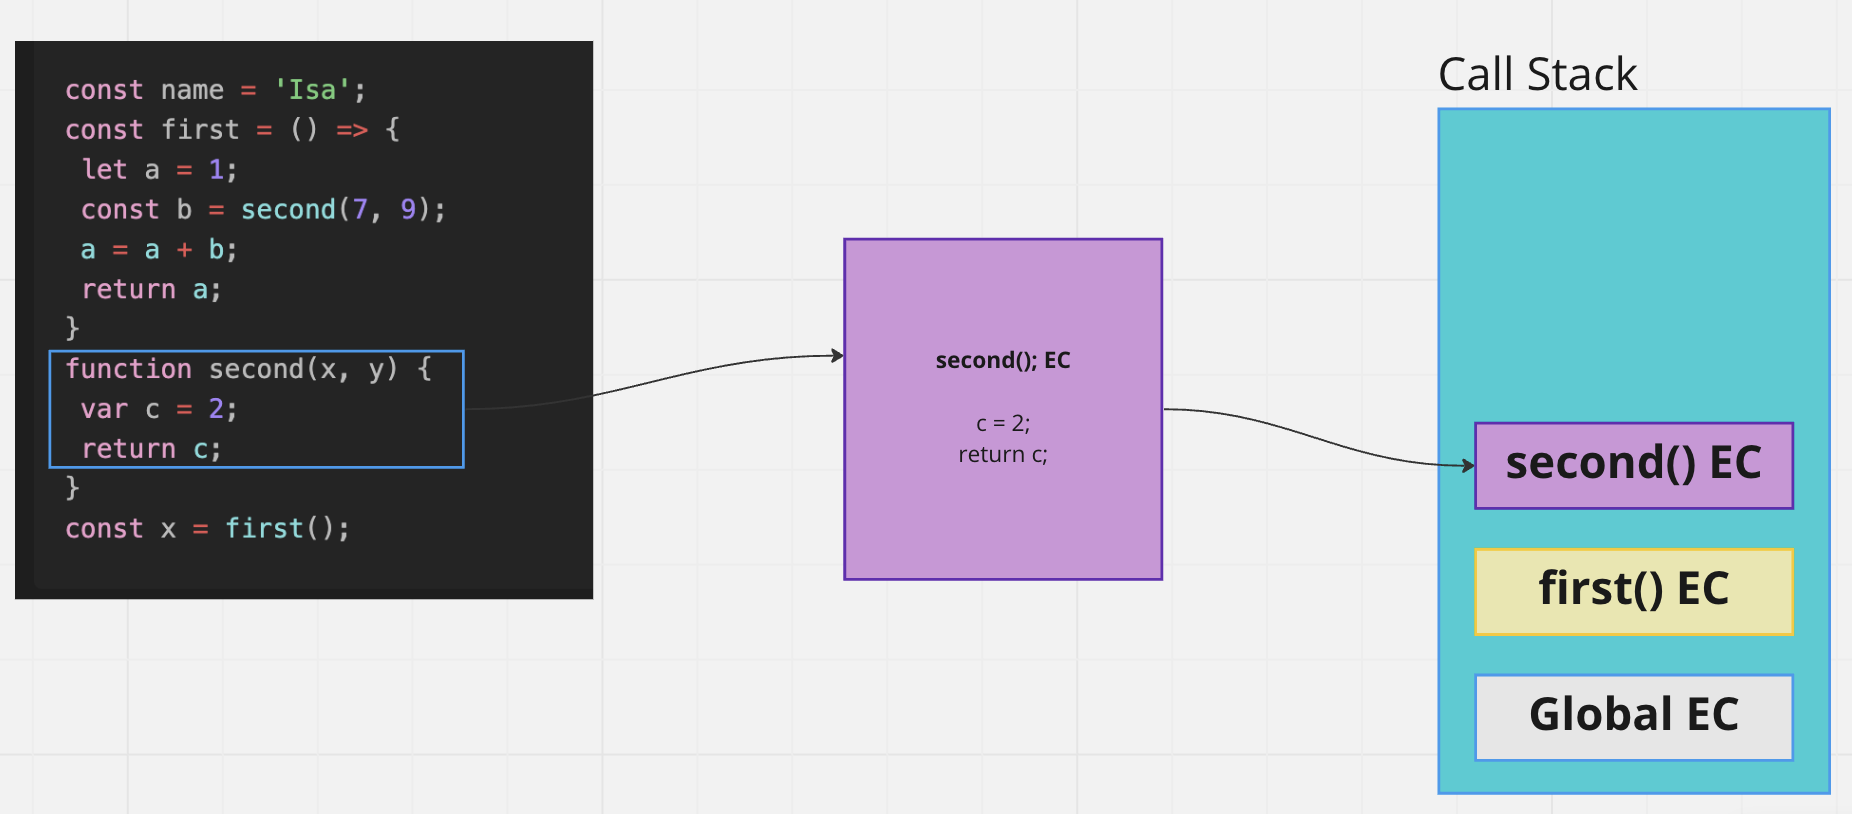 const name = 'Isa';
const first = () => {
let a = 1;
const b = second(7, 9);
a = a + b;
return a;
}
function second(x, y) {
var c = 2;
return c;
}
const x = first();
second(); EC
c = 2;
return c;
Call Stack
second() EC
first() EC
Global EC